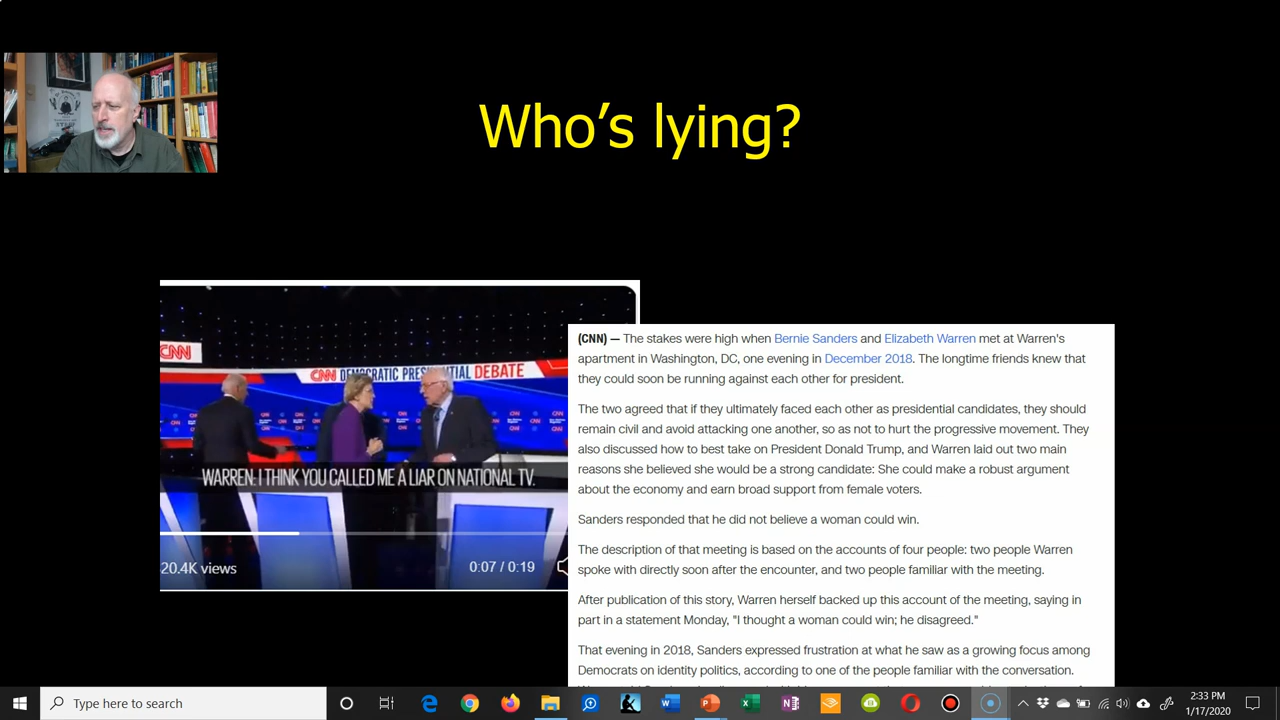 Who's lying?
CNN
CNN DEMOCRATIC PRESIDENTIAL DEBATE
WARREN: I THINK YOU CALLED ME A LIAR ON NATIONAL TV.
20.4K views
0:07 / 0:19
(CNN) — The stakes were high when Bernie Sanders and Elizabeth Warren met at Warren's
apartment in Washington, DC, one evening in December 2018. The longtime friends knew that
they could soon be running against each other for president.
The two agreed that if they ultimately faced each other as presidential candidates, they should
remain civil and avoid attacking one another, so as not to hurt the progressive movement. They
also discussed how to best take on President Donald Trump, and Warren laid out two main
reasons she believed she would be a strong candidate: She could make a robust argument
about the economy and earn broad support from female voters.
Sanders responded that he did not believe a woman could win.
The description of that meeting is based on the accounts of four people: two people Warren
spoke with directly soon after the encounter, and two people familiar with the meeting.
After publication of this story, Warren herself backed up this account of the meeting, saying in
part in a statement Monday, "I thought a woman could win; he disagreed."
That evening in 2018, Sanders expressed frustration at what he saw as a growing focus among
Democrats on identity politics, according to one of the people familiar with the conversation.
Type here to search
2:33 PM
1/17/2020